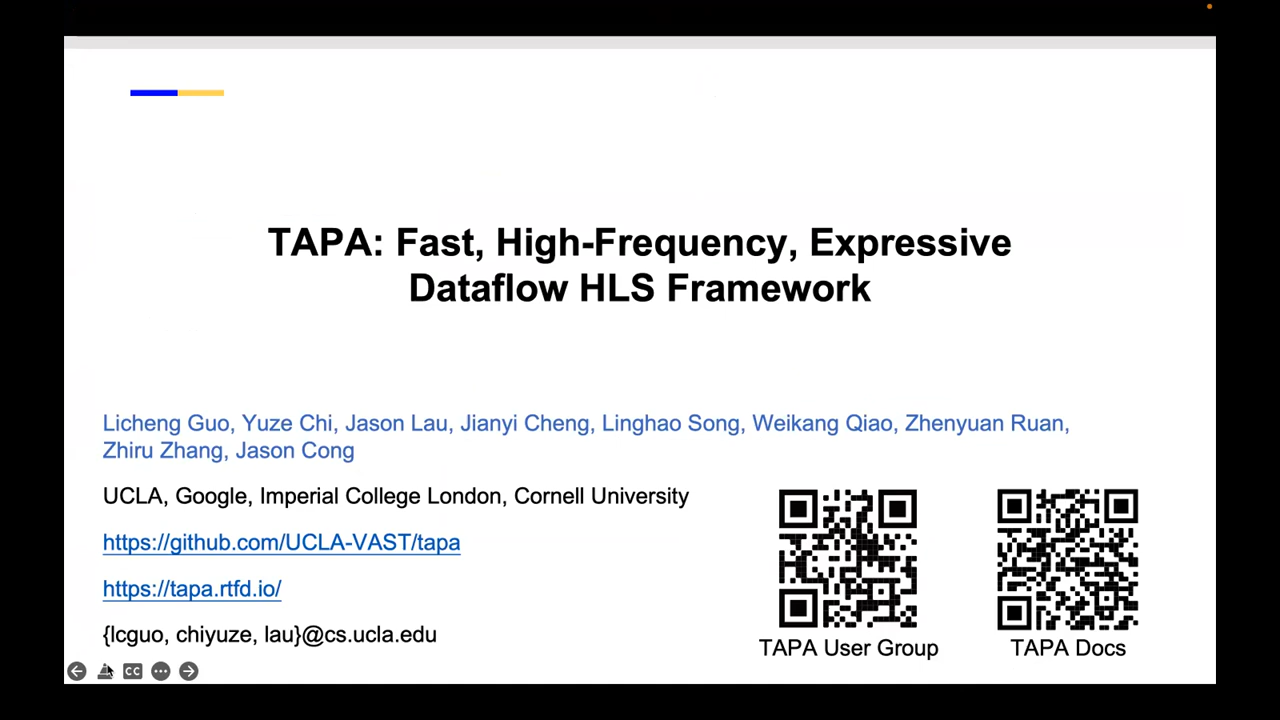 TAPA: Fast, High-Frequency, Expressive
Dataflow HLS Framework
Licheng Guo, Yuze Chi, Jason Lau, Jianyi Cheng, Linghao Song, Weikang Qiao, Zhenyuan Ruan,
Zhiru Zhang, Jason Cong
UCLA, Google, Imperial College London, Cornell University
https://github.com/UCLA-VAST/tapa
https://tapa.rtfd.io/
{lcguo, chiyuze, lau}@cs.ucla.edu
TAPA User Group
TAPA Docs
CC